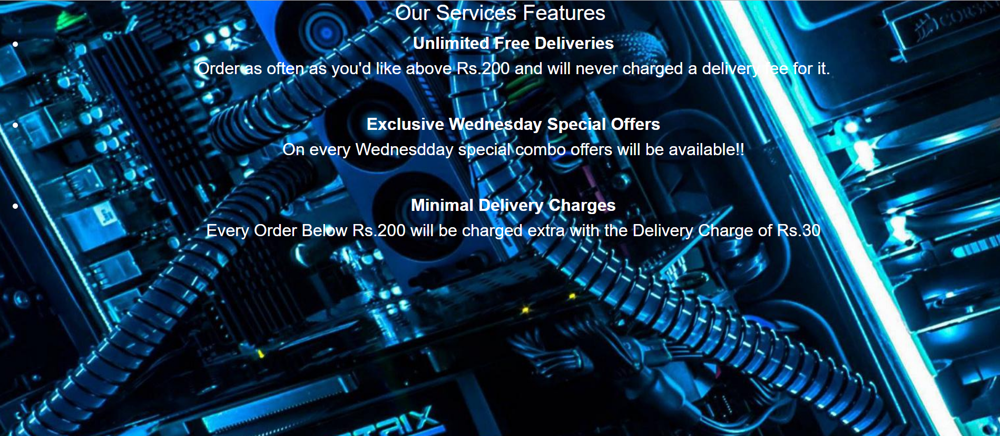 Our Services Features
Unlimited Free Deliveries
Order as often as you'd like above Rs.200 and will never charged a delivery fee for it.
Exclusive Wednesday Special Offers
On every Wednesdday special combo offers will be available!!
Minimal Delivery Charges
Every Order Below Rs.200 will be charged extra with the Delivery Charge of Rs.30